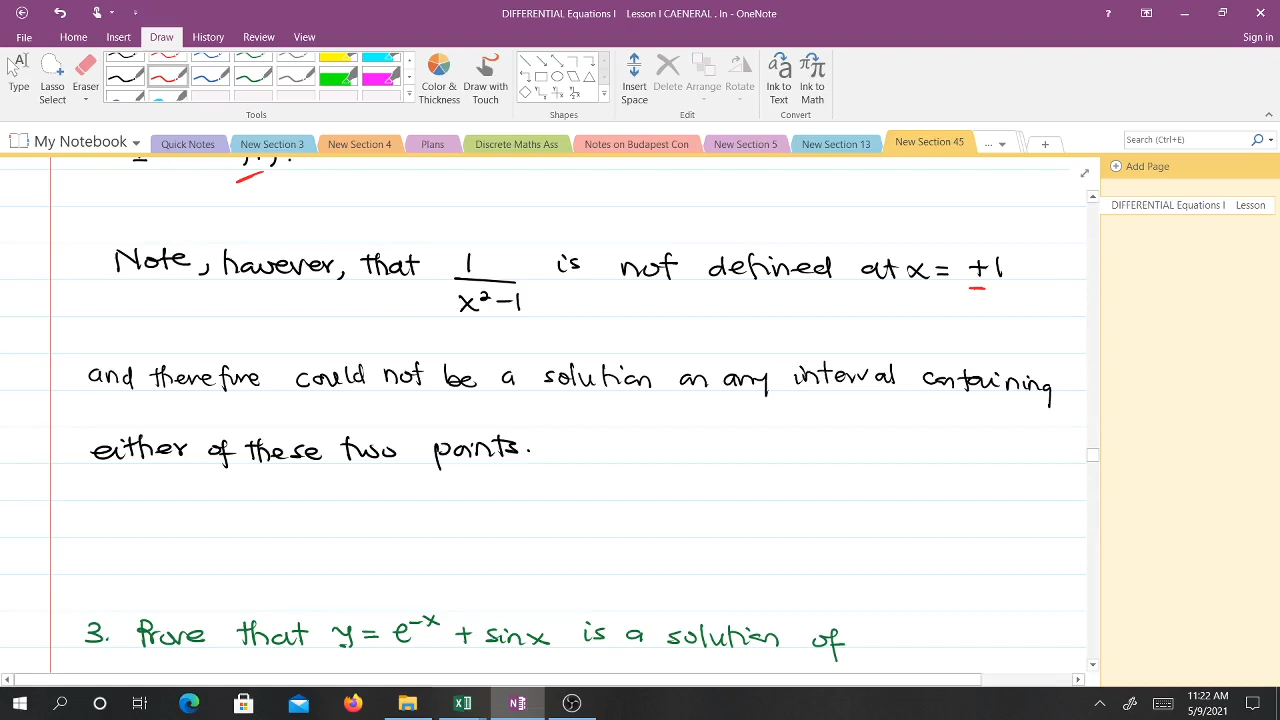 DIFFERENTIAL Equations I Lesson I CAENERAL . In - OneNote
Sign in
File Home Insert Draw History Review View
Type
Lasso Select
Eraser
Color & Thickness
Draw with Touch
Insert Space
Delete
Arrange
Rotate
Ink to Text
Ink to Math
Tools
Shapes
Edit
Convert
My Notebook
Quick Notes
New Section 3
New Section 4
Plans
Discrete Maths Ass
Notes on Budapest Con
New Section 5
New Section 13
New Section 45
...
Search (Ctrl+E)
Add Page
DIFFERENTIAL Equations I Lesson
Note, however, that 1/(x²-1) is not defined at x = ±1
and therefore could not be a solution on any interval containing
either of these two points.
3. Prove that y = e^-x + sinx is a solution of
11:22 AM
5/9/2021